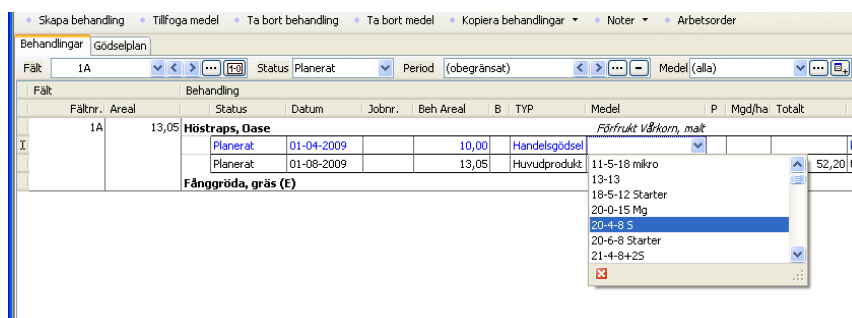 Skapa behandling Tillfoga medel Ta bort behandling Ta bort medel Kopiera behandlingar Noter Arbetsorder
Behandlingar Gödselplan
Fält 1A Status Planerat Period (obegränsat) Medel (alla)
Fält Behandling
Fältnr. Areal Status Datum Jobnr. Beh Areal B TYP Medel P Mgd/ha Totalt
1A 13,05 Höstraps, Oase Förfrukt Vårkorn, malt
Planerat 01-04-2009 10,00 Handelsgödsel
Planerat 01-08-2009 13,05 Huvudprodukt 11-5-18 mikro 52,20
Fånggröda, gräs (E) 13-13
18-5-12 Starter
20-0-15 Mg
20-4-8 S
20-6-8 Starter
21-4-8+2S